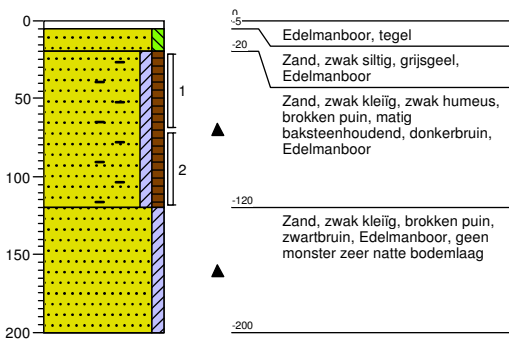 0
50
100
150
200
1
2
0
-5
Edelmanboor, tegel
-20
Zand, zwak siltig, grijsgeel,
Edelmanboor
Zand, zwak kleiïg, zwak humeus,
brokken puin, matig
baksteenhoudend, donkerbruin,
Edelmanboor
-120
Zand, zwak kleiïg, brokken puin,
zwartbruin, Edelmanboor, geen
monster zeer natte bodemlaag
-200